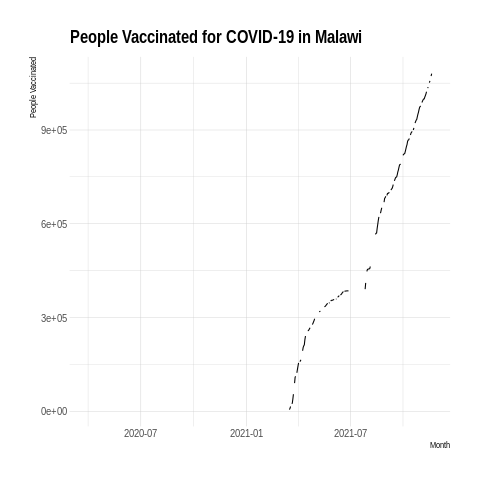 People Vaccinated for COVID-19 in Malawi
People Vaccinated
9e+05
6e+05
3e+05
0e+00
2020-07 2021-01 2021-07
Month